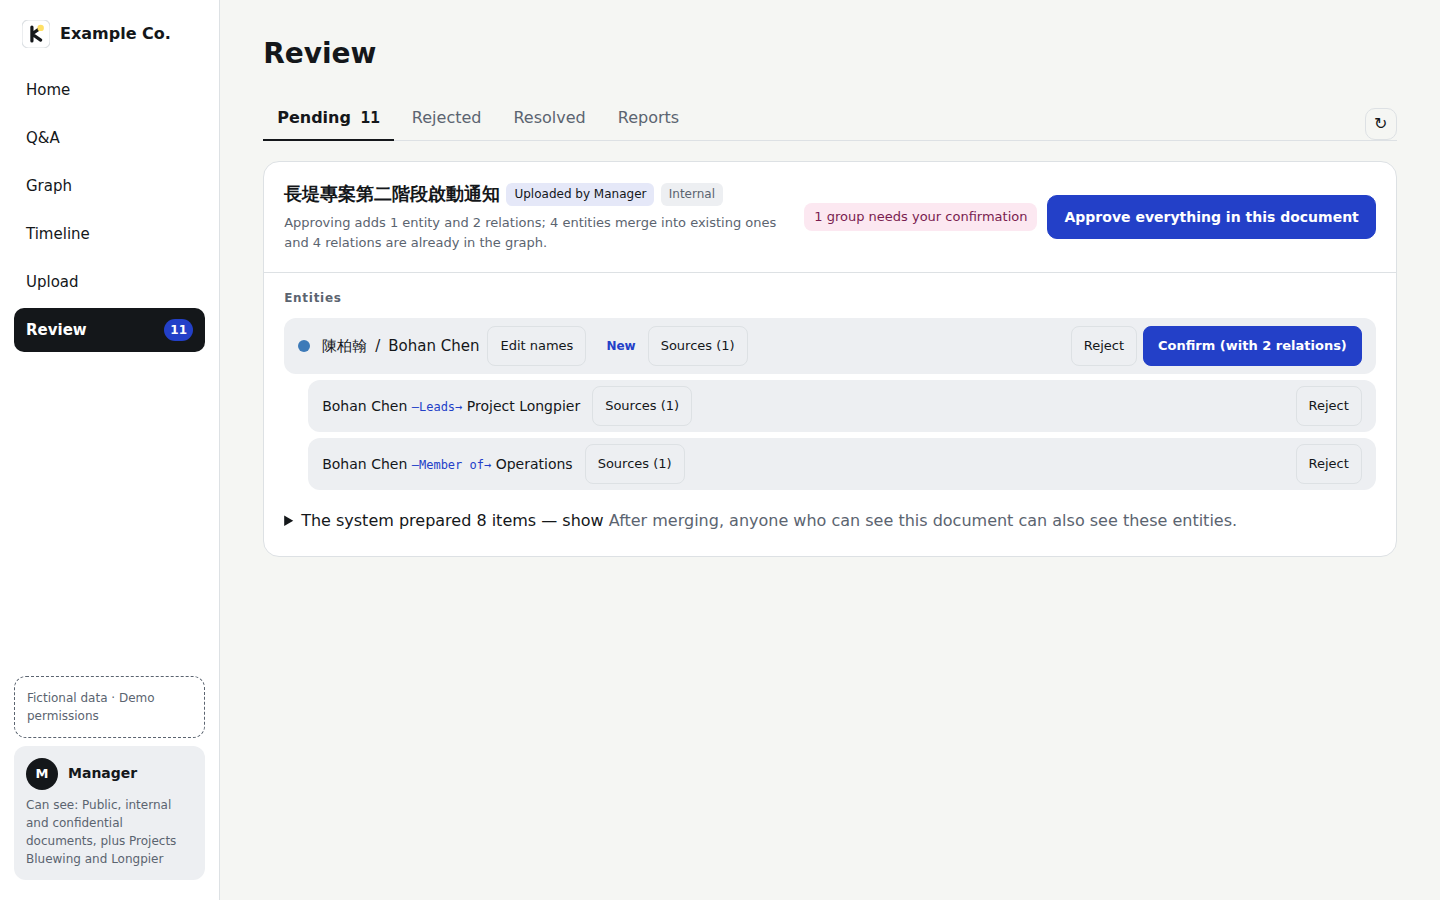 Example Co.
Home
Q&A
Graph
Timeline
Upload
Review 11
Fictional data · Demo
permissions
M Manager
Can see: Public, internal
and confidential
documents, plus Projects
Bluewing and Longpier
Review
Pending 11 Rejected Resolved Reports ↻
長堤專案第二階段啟動通知 Uploaded by Manager Internal
Approving adds 1 entity and 2 relations; 4 entities merge into existing ones
and 4 relations are already in the graph.
1 group needs your confirmation Approve everything in this document
Entities
陳柏翰 / Bohan Chen Edit names New Sources (1) Reject Confirm (with 2 relations)
Bohan Chen —Leads→ Project Longpier Sources (1) Reject
Bohan Chen —Member of→ Operations Sources (1) Reject
▶ The system prepared 8 items — show After merging, anyone who can see this document can also see these entities.